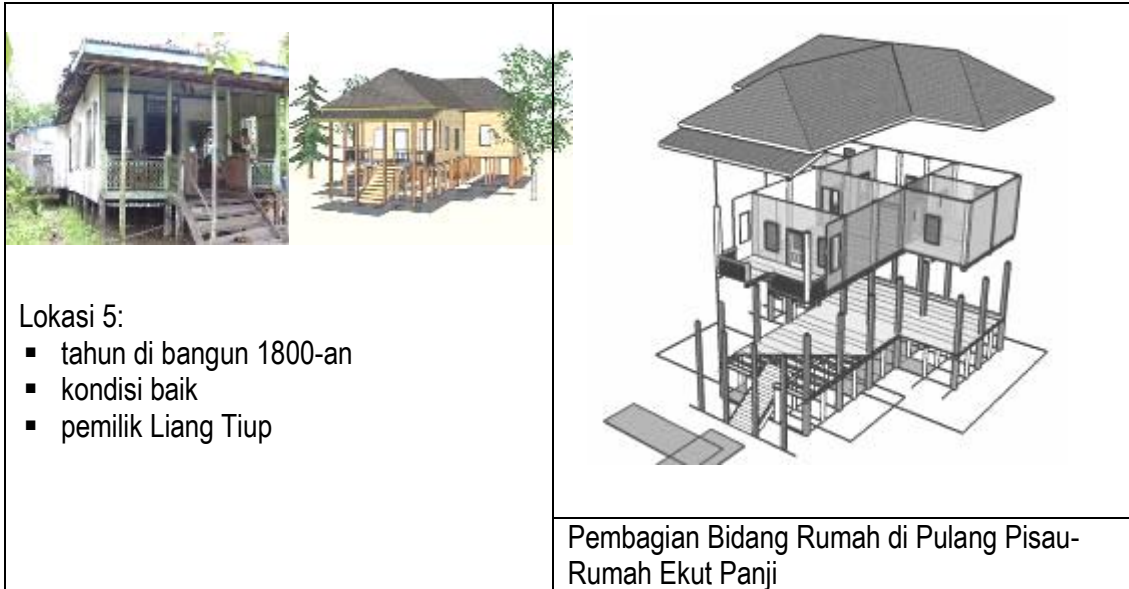 Lokasi 5:
▪ tahun di bangun 1800-an
▪ kondisi baik
▪ pemilik Liang Tiup
Pembagian Bidang Rumah di Pulang Pisau-
Rumah Ekut Panji